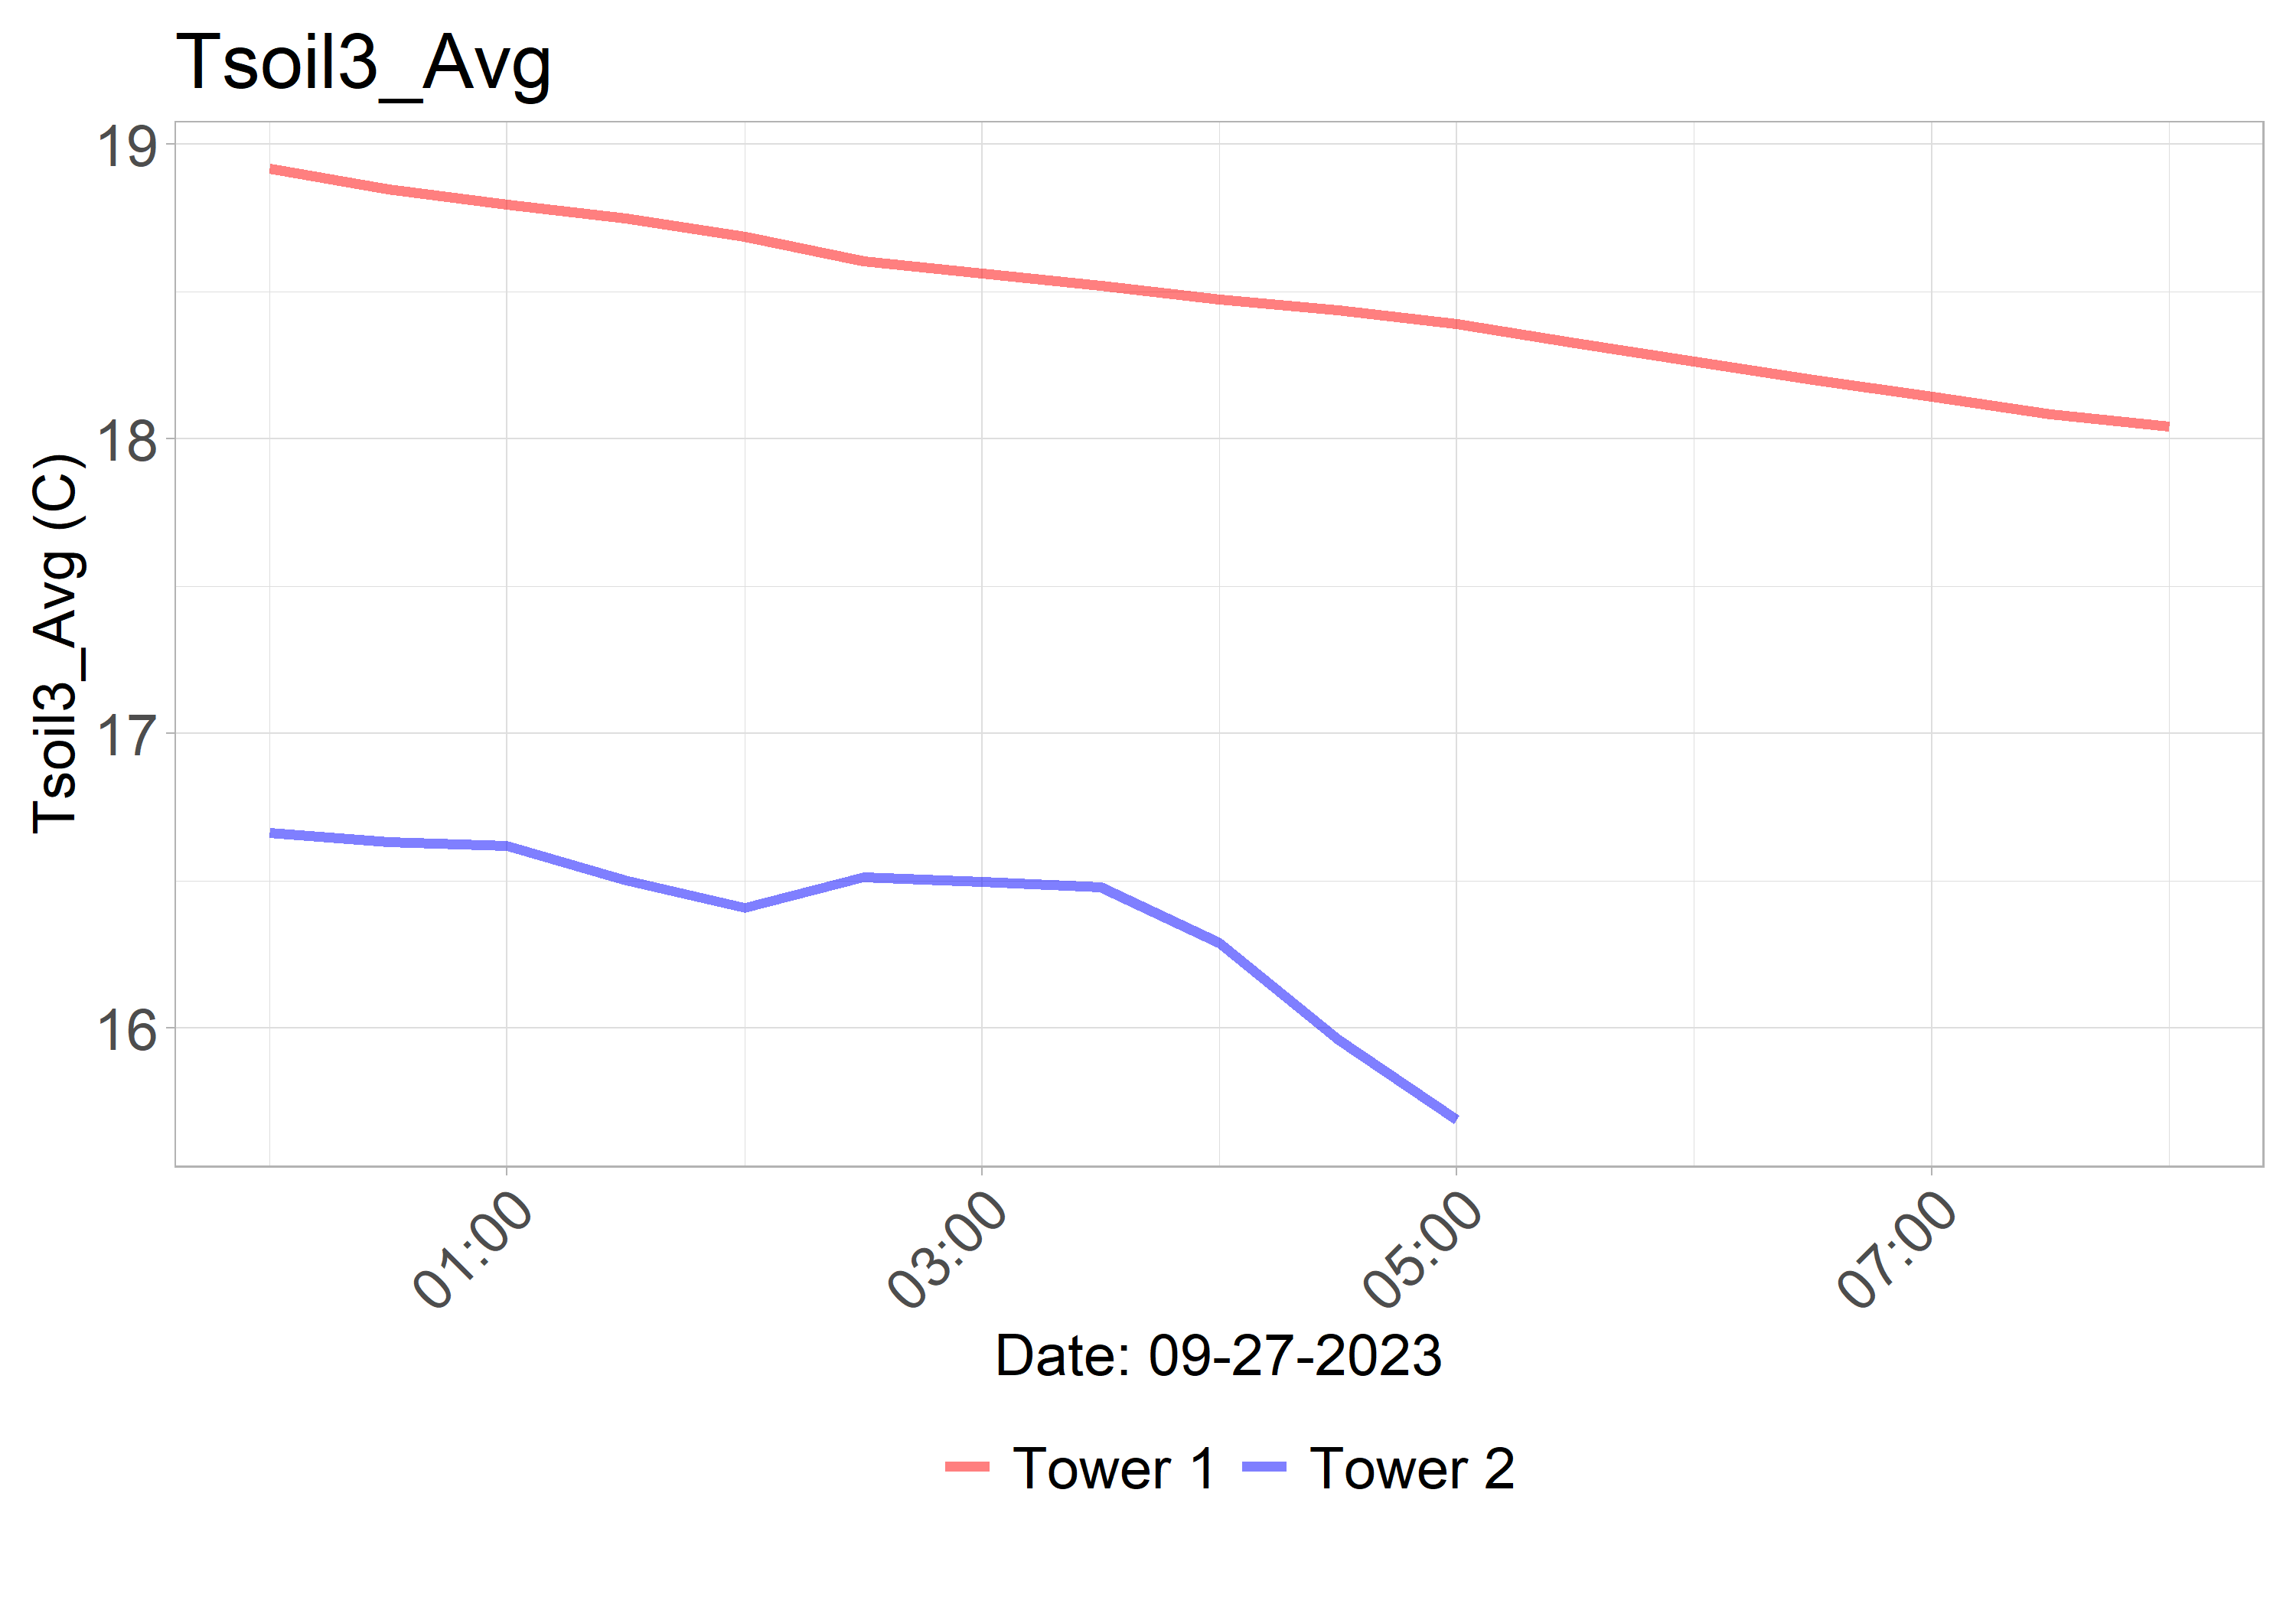 Tsoil3_Avg
Tsoil3_Avg (C)
19
18
17
16
01:00
03:00
05:00
07:00
Date: 09-27-2023
Tower 1
Tower 2